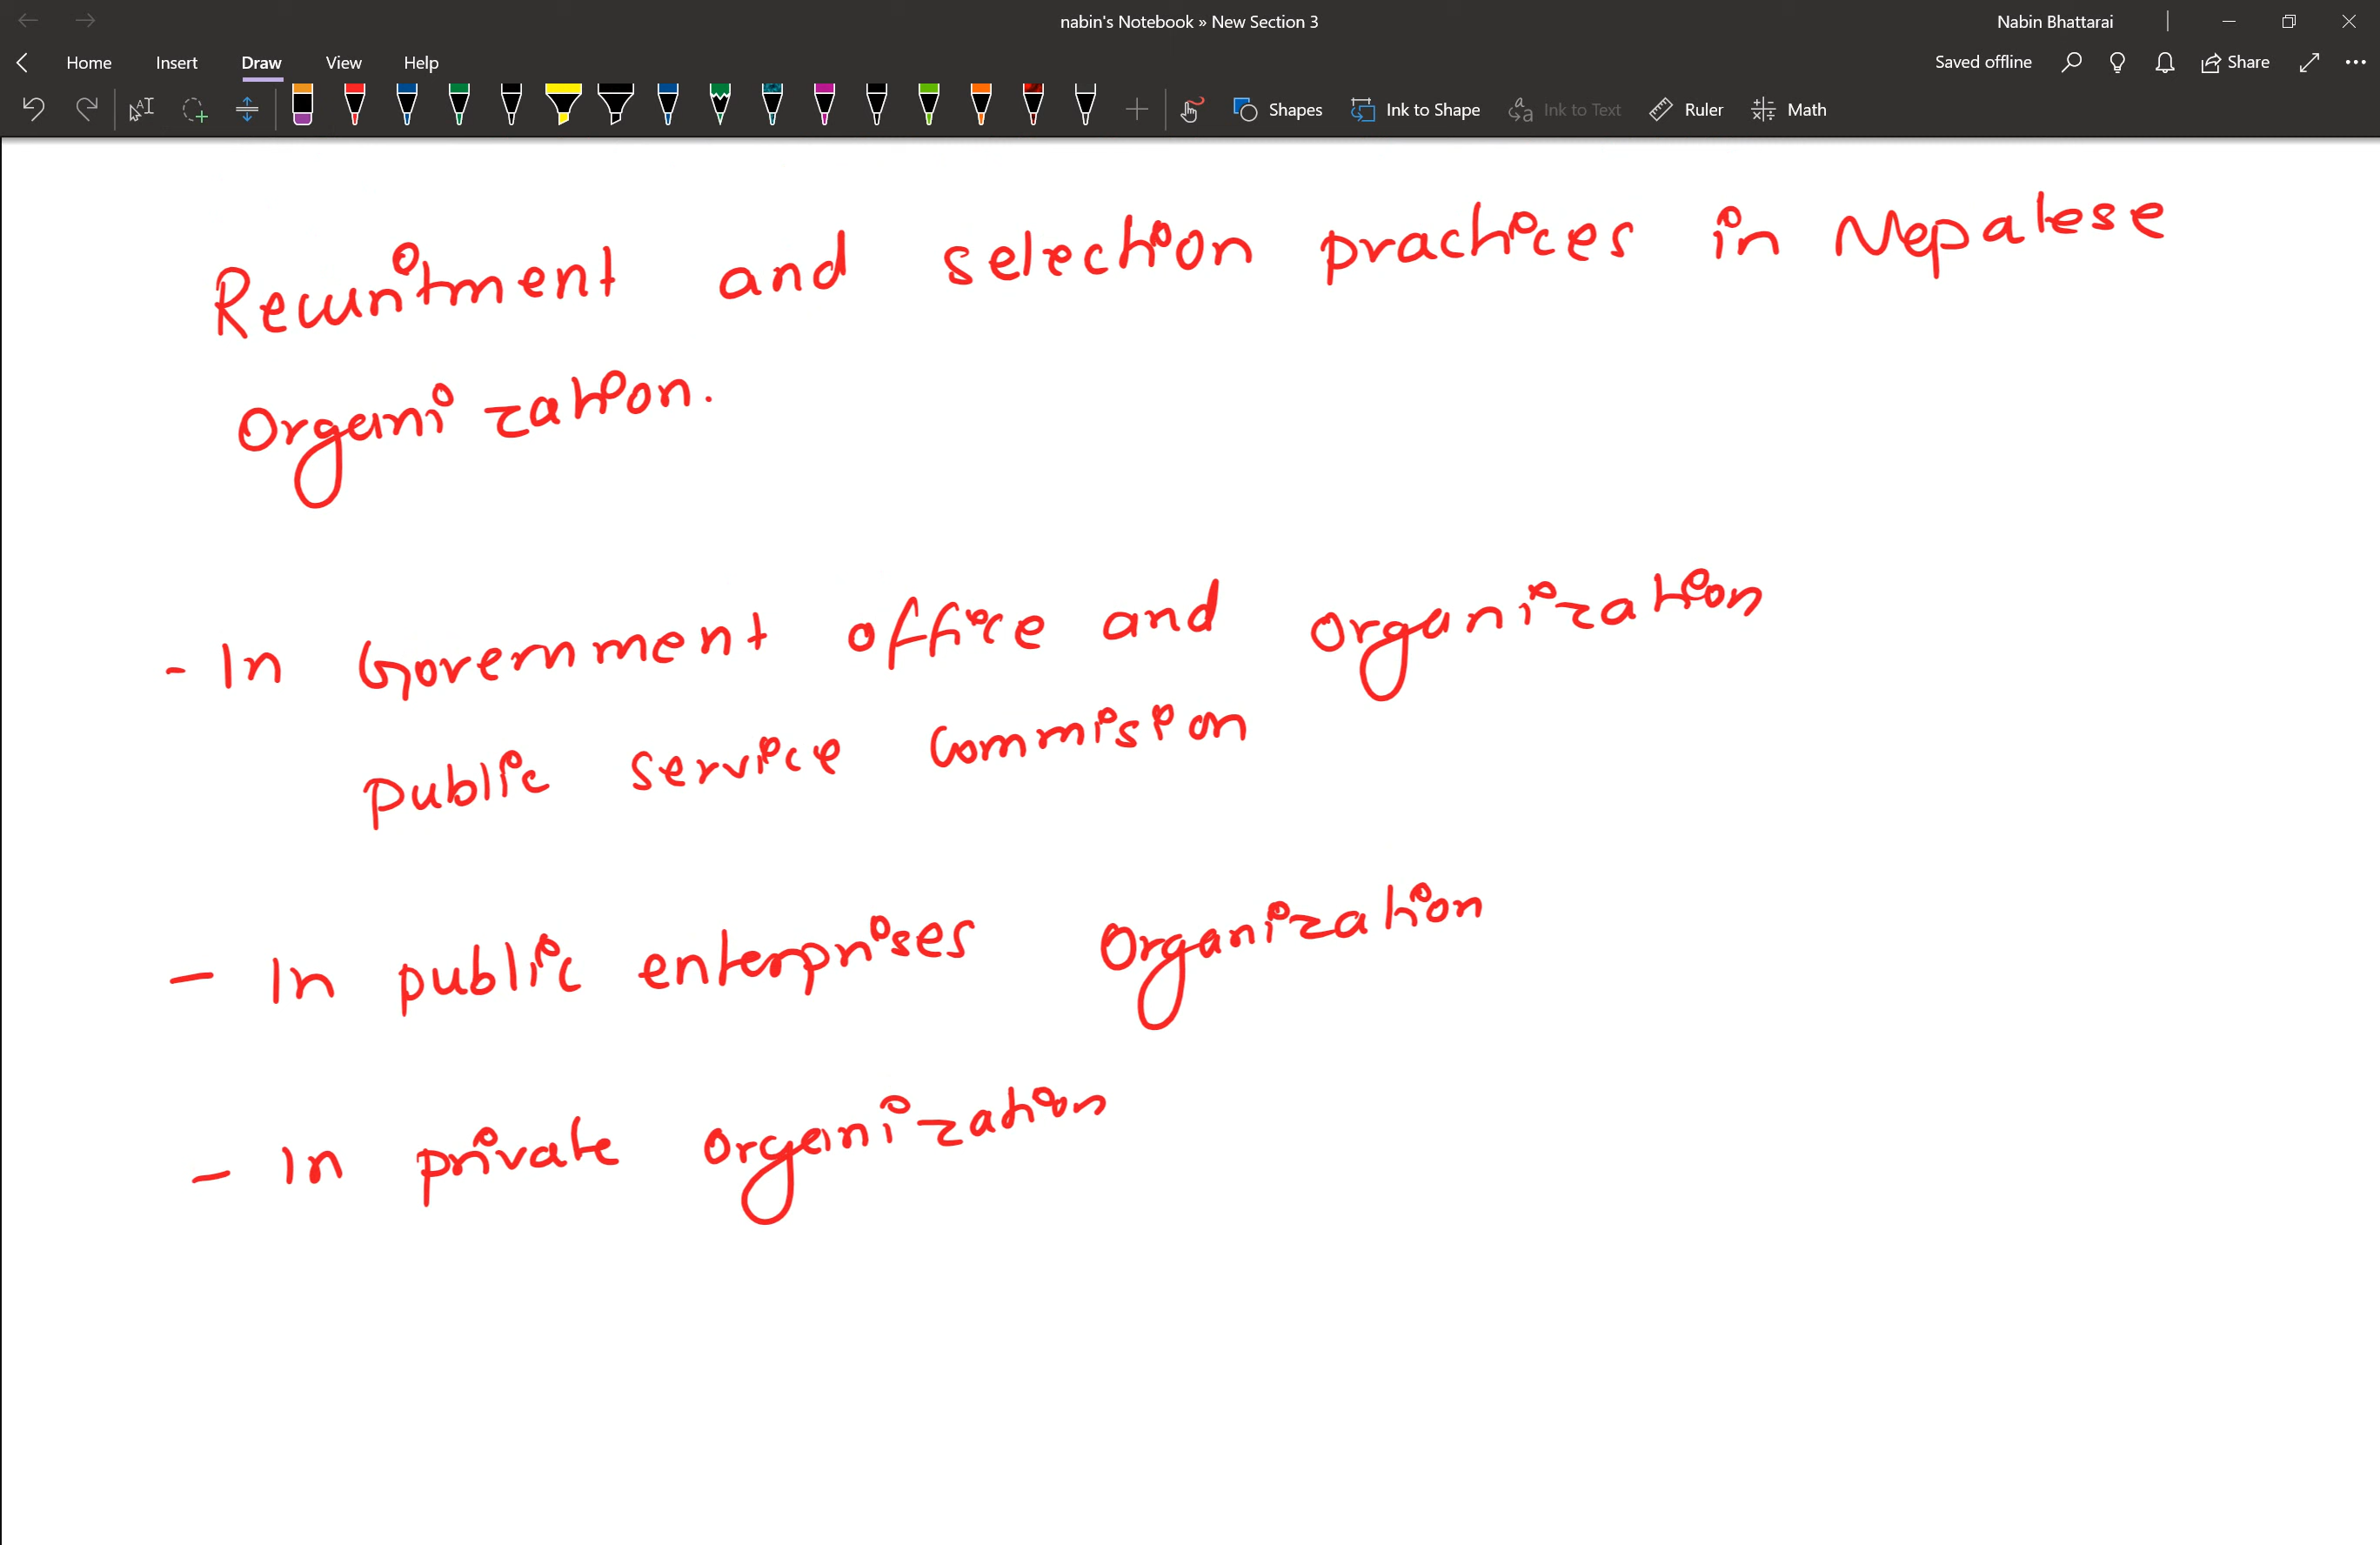 nabin's Notebook » New Section 3
Nabin Bhattarai
Home Insert Draw View Help
Saved offline Share
Shapes Ink to Shape Ink to Text Ruler Math
Recruitment and selection practices in Nepalese
Organization.
- In Government office and organization
public service Commision
- In public enterprises Organization
- In private organization